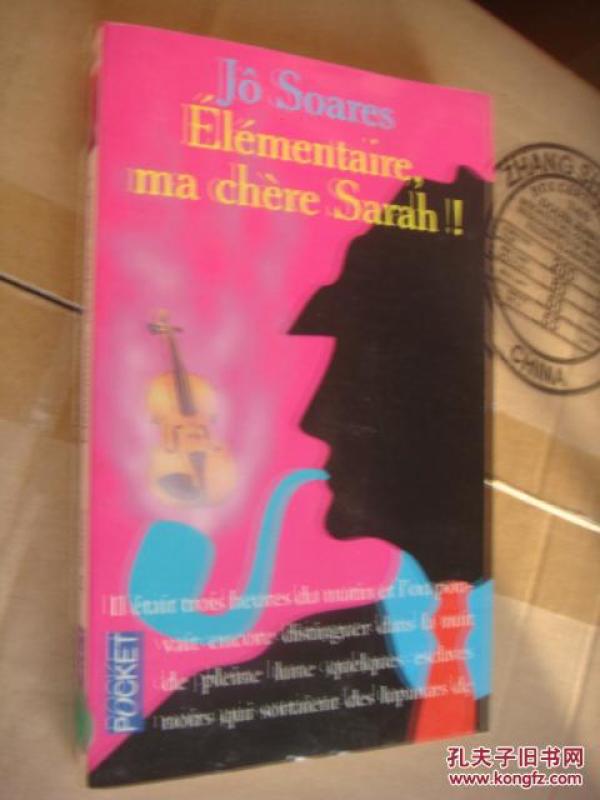 Jô Soares
Élémentaire,
ma chère Sarah !
Il était trois heures du matin et l'on pou-
vait encore distinguer dans la nuit
de pleine lune quelques esclaves
noirs qui sortaient des lupanars de
POCKET
ZHANG
CHINA
孔夫子旧书网
www.kongfz.com